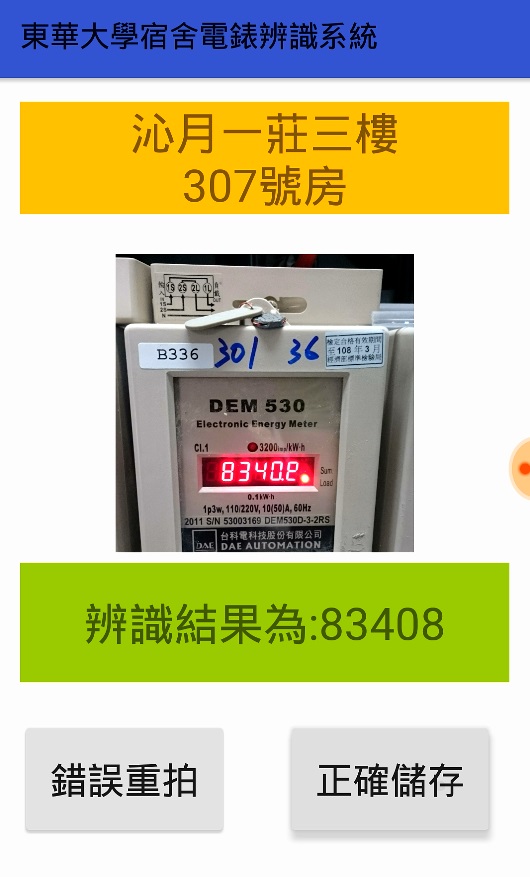 東華大學宿舍電錶辨識系統
沁月一莊三樓
307號房
1S 2S 2L 1L
B336
301 36
檢定合格有效期間
至108年3月
經濟部標準檢驗局
DEM 530
Electronic Energy Meter
Cl.1
3200imp/kW·h
Sum
Load
0.1kW·h
1p3w, 110/220V, 10(50)A, 60Hz
2011 S/N 53003169 DEM530D-3-2RS
DAE
台科電科技股份有限公司
DAE AUTOMATION
辨識結果為:83408
錯誤重拍
正確儲存